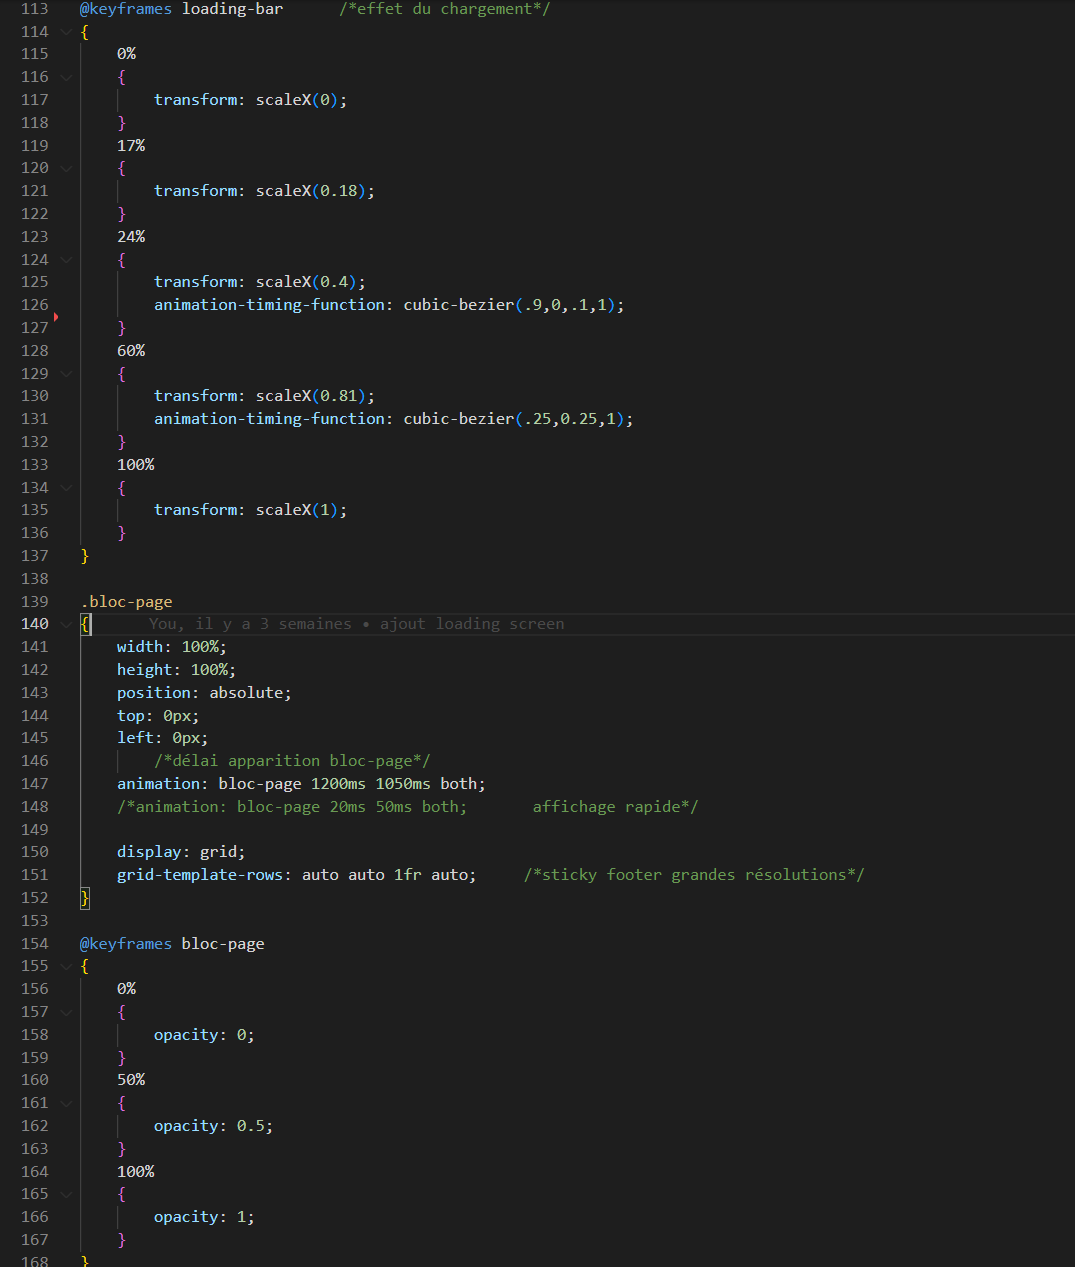 113 @keyframes loading-bar /*effet du chargement*/
114 {
115 0%
116 {
117 transform: scaleX(0);
118 }
119 17%
120 {
121 transform: scaleX(0.18);
122 }
123 24%
124 {
125 transform: scaleX(0.4);
126 animation-timing-function: cubic-bezier(.9,0,.1,1);
127 }
128 60%
129 {
130 transform: scaleX(0.81);
131 animation-timing-function: cubic-bezier(.25,0.25,1);
132 }
133 100%
134 {
135 transform: scaleX(1);
136 }
137 }
138
139 .bloc-page
140 { You, il y a 3 semaines • ajout loading screen
141 width: 100%;
142 height: 100%;
143 position: absolute;
144 top: 0px;
145 left: 0px;
146 /*délai apparition bloc-page*/
147 animation: bloc-page 1200ms 1050ms both;
148 /*animation: bloc-page 20ms 50ms both; affichage rapide*/
149
150 display: grid;
151 grid-template-rows: auto auto 1fr auto; /*sticky footer grandes résolutions*/
152 }
153
154 @keyframes bloc-page
155 {
156 0%
157 {
158 opacity: 0;
159 }
160 50%
161 {
162 opacity: 0.5;
163 }
164 100%
165 {
166 opacity: 1;
167 }
168 }